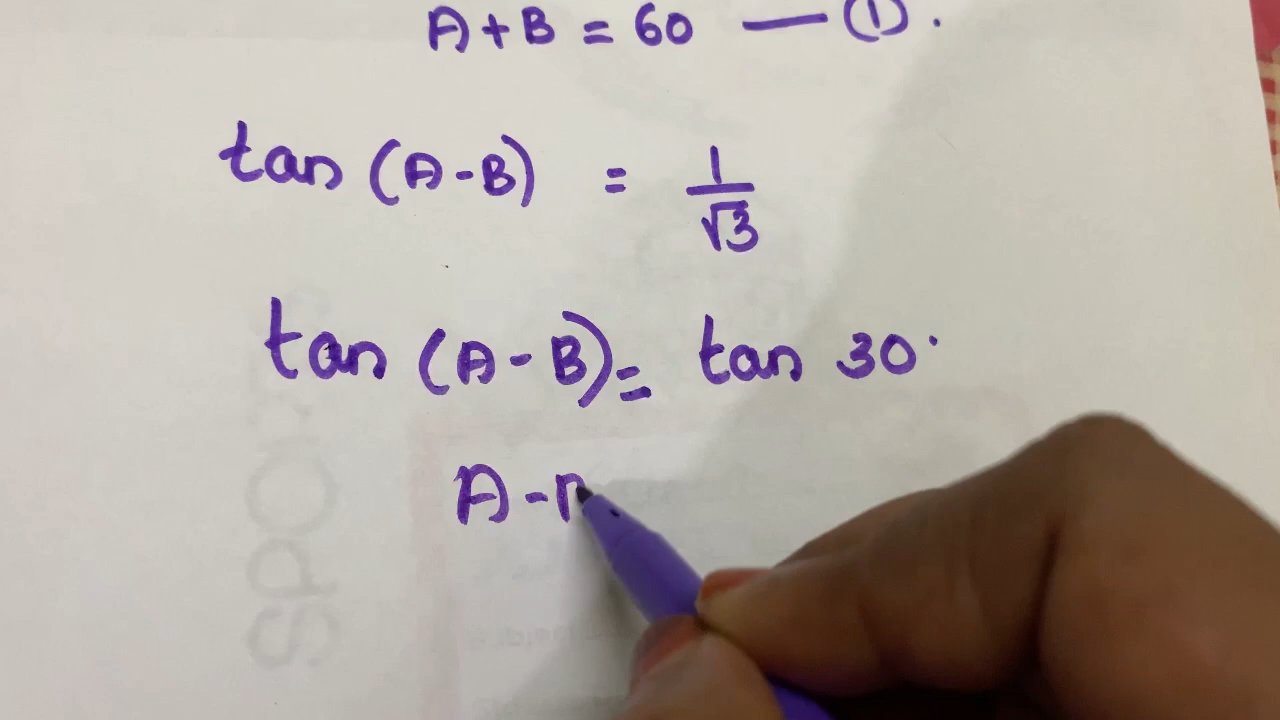 A + B = 60 — (1).
tan (A - B) = 1/√3
tan (A - B) = tan 30°
A -